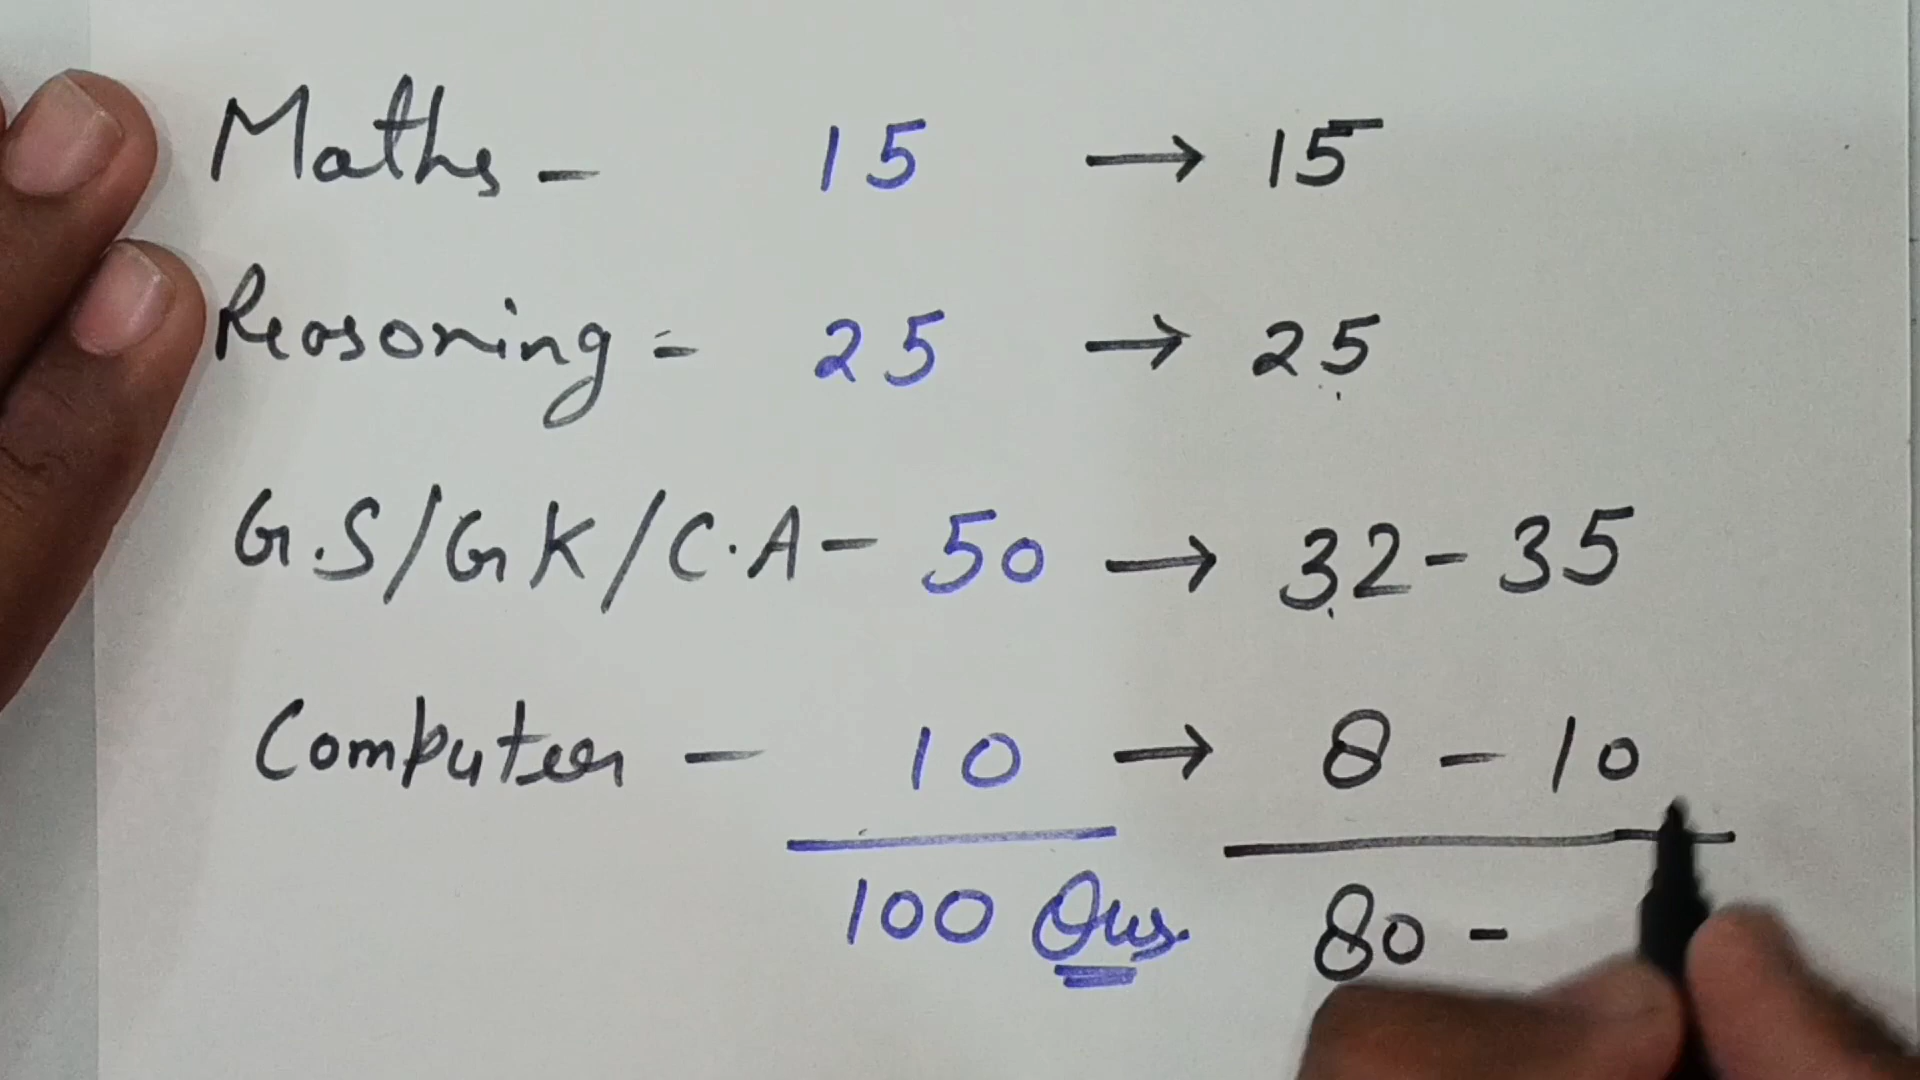 Maths - 15 → 15
Reasoning = 25 → 25
G.S/GK/C.A - 50 → 32 - 35
Computer - 10 → 8 - 10
100 Qus. 80 -